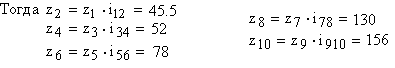 Тогда z₂ = z₁ · i₁₂ = 45.5
z₄ = z₃ · i₃₄ = 52
z₆ = z₅ · i₅₆ = 78
z₈ = z₇ · i₇₈ = 130
z₁₀ = z₉ · i₉₁₀ = 156